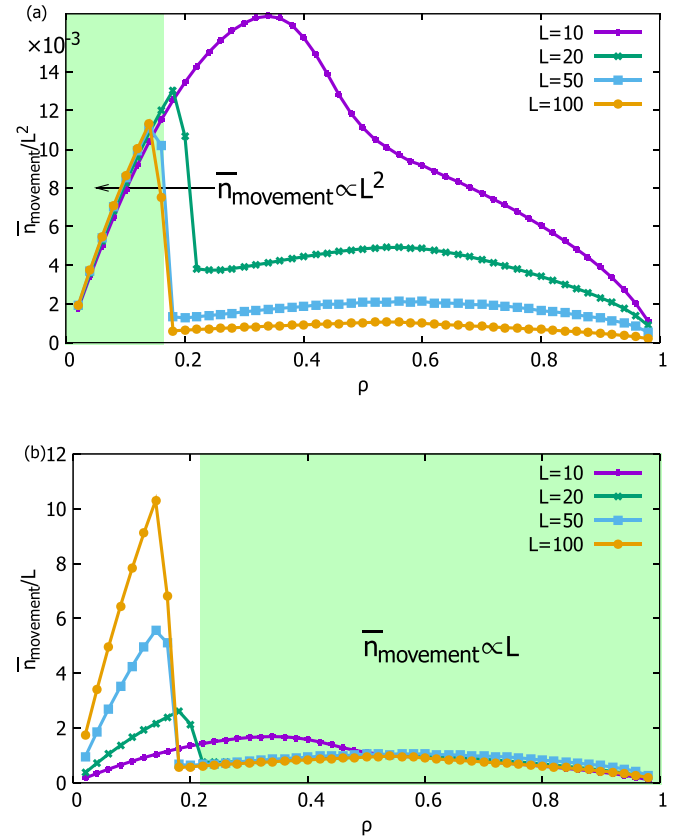 (a)
×10⁻³
L=10
L=20
L=50
L=100
14
12
10
8
6
4
2
0
n̅movement/L²
n̅movement∝L²
0 0.2 0.4 0.6 0.8 1
ρ
(b)
12
10
8
6
4
2
0
L=10
L=20
L=50
L=100
n̅movement/L
n̅movement∝L
0 0.2 0.4 0.6 0.8 1
ρ